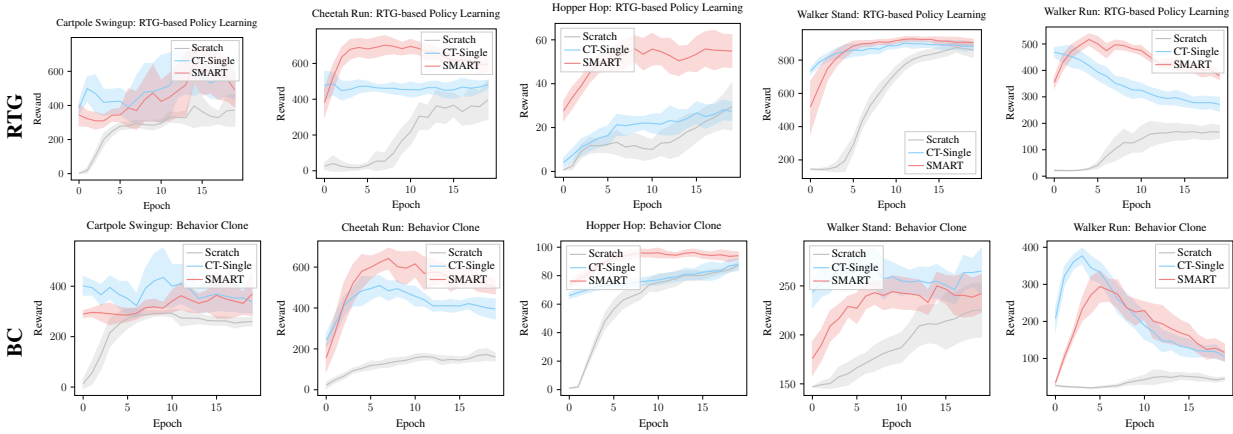 RTG
Cartpole Swingup: RTG-based Policy Learning
Reward
600
400
200
0
0 5 10 15
Epoch
Scratch
CT-Single
SMART
Cheetah Run: RTG-based Policy Learning
Reward
600
400
200
0
0 5 10 15
Epoch
Scratch
CT-Single
SMART
Hopper Hop: RTG-based Policy Learning
Reward
60
40
20
0
0 5 10 15
Epoch
Scratch
CT-Single
SMART
Walker Stand: RTG-based Policy Learning
Reward
800
600
400
200
0 5 10 15
Epoch
Scratch
CT-Single
SMART
Walker Run: RTG-based Policy Learning
Reward
500
400
300
200
100
0
0 5 10 15
Epoch
Scratch
CT-Single
SMART
BC
Cartpole Swingup: Behavior Clone
Reward
400
200
0
0 5 10 15
Epoch
Scratch
CT-Single
SMART
Cheetah Run: Behavior Clone
Reward
600
400
200
0
0 5 10 15
Epoch
Scratch
CT-Single
SMART
Hopper Hop: Behavior Clone
Reward
100
80
60
40
20
0
0 5 10 15
Epoch
Scratch
CT-Single
SMART
Walker Stand: Behavior Clone
Reward
250
200
150
0 5 10 15
Epoch
Scratch
CT-Single
SMART
Walker Run: Behavior Clone
Reward
400
300
200
100
0 5 10 15
Epoch
Scratch
CT-Single
SMART